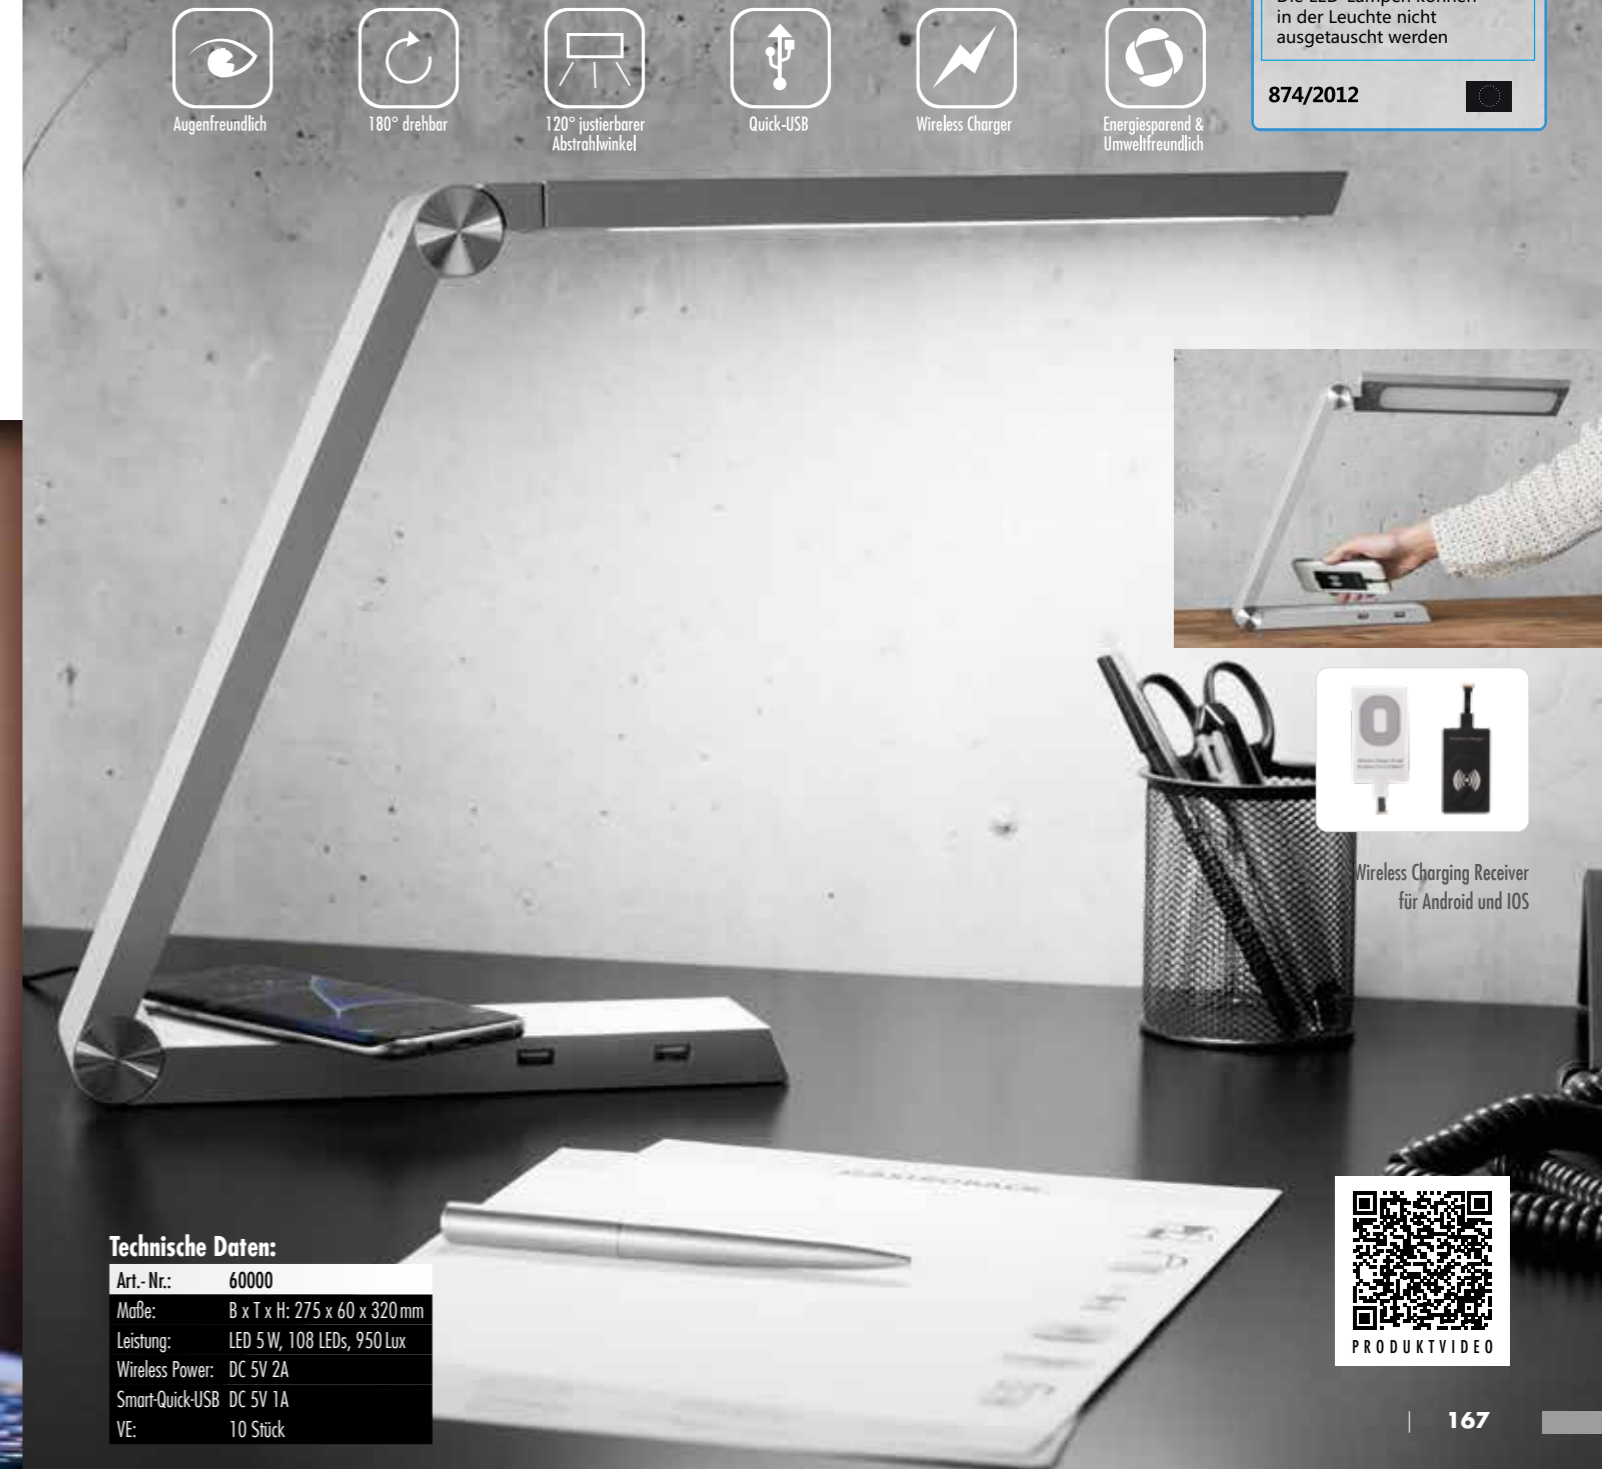 in der Leuchte nicht
ausgetauscht werden
874/2012
Augenfreundlich
180° drehbar
120° justierbarer
Abstrahlwinkel
Quick-USB
Wireless Charger
Energiesparend &
Umweltfreundlich
Wireless Charging Receiver
für Android und IOS
Technische Daten:
Art.- Nr.: 60000
Maße: B x T x H: 275 x 60 x 320 mm
Leistung: LED 5 W, 108 LEDs, 950 Lux
Wireless Power: DC 5V 2A
Smart-Quick-USB DC 5V 1A
VE: 10 Stück
PRODUKTVIDEO
167